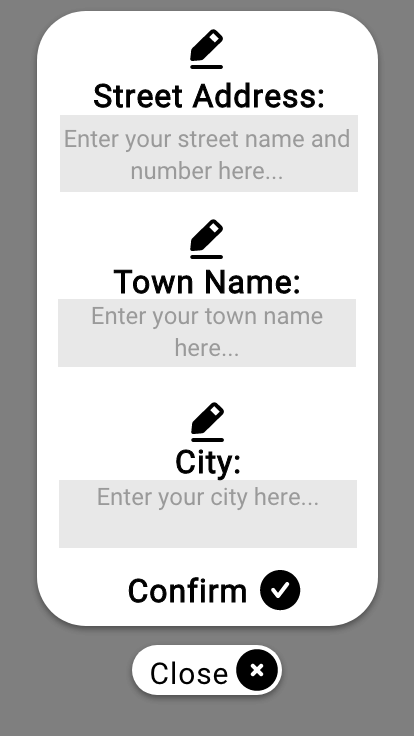 Street Address:
Enter your street name and
number here...
Town Name:
Enter your town name
here...
City:
Enter your city here...
Confirm
Close